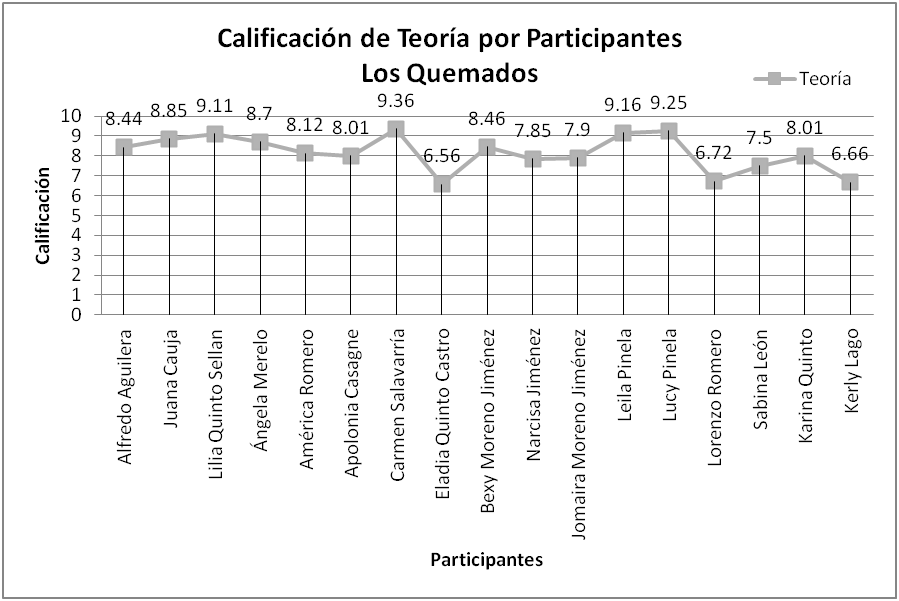 Calificación de Teoría por Participantes
Los Quemados
Teoría
Calificación
10
9
8
7
6
5
4
3
2
1
0
8.44
8.85
9.11
8.7
8.12
8.01
9.36
6.56
8.46
7.85
7.9
9.16
9.25
6.72
7.5
8.01
6.66
Alfredo Aguilera
Juana Cauja
Lilia Quinto Sellan
Ángela Merelo
América Romero
Apolonia Casagne
Carmen Salavarría
Eladia Quinto Castro
Bexy Moreno Jiménez
Narcisa Jiménez
Jomaira Moreno Jiménez
Leila Pinela
Lucy Pinela
Lorenzo Romero
Sabina León
Karina Quinto
Kerly Lago
Participantes